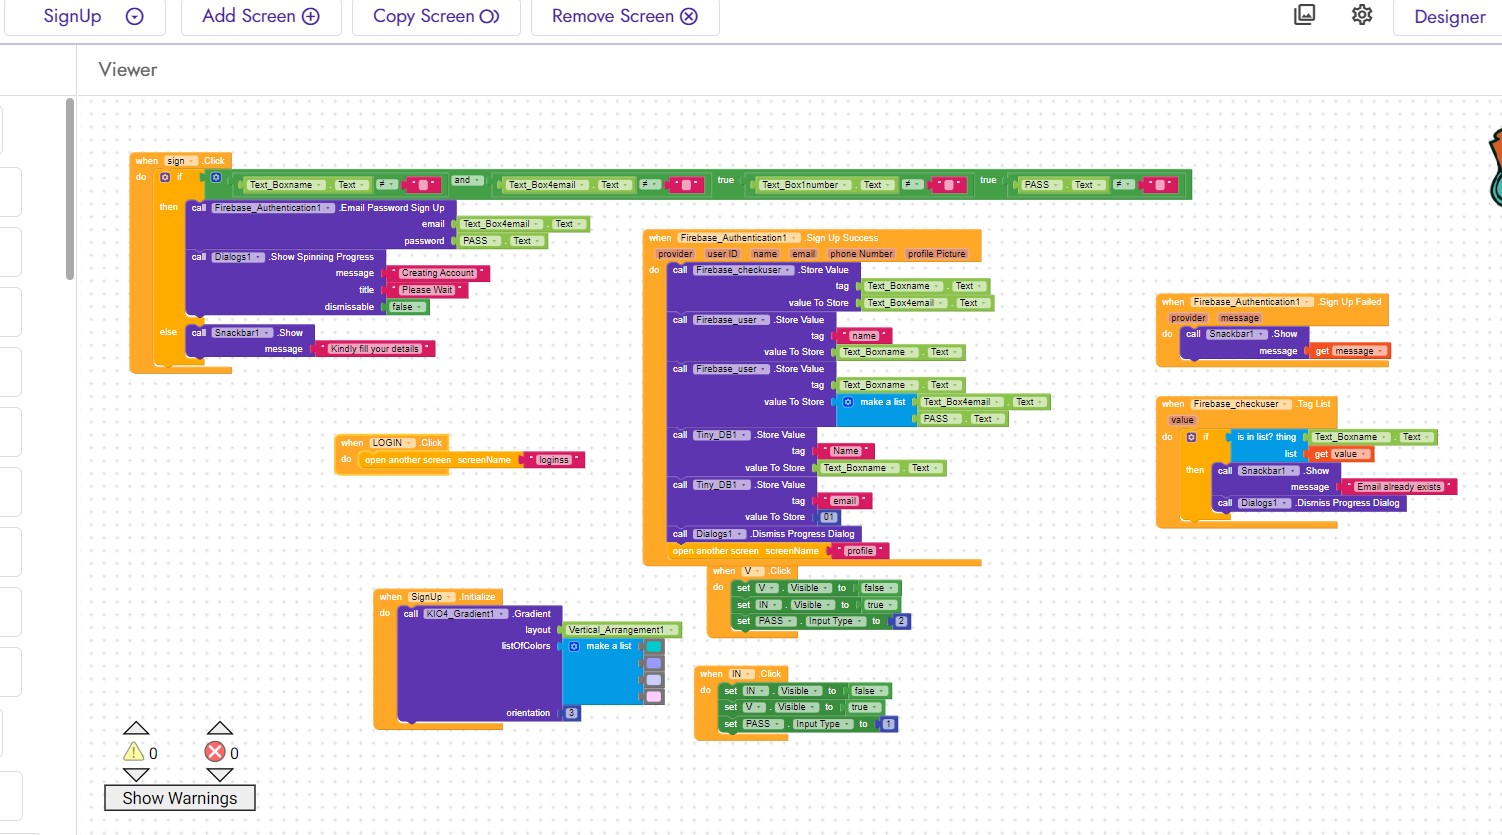 SignUp Add Screen Copy Screen Remove Screen Designer
Viewer
when sign .Click
do if Text_Boxname . Text ≠ " " and Text_Box4email . Text ≠ " " true Text_Box1number . Text ≠ " " true PASS . Text ≠ " "
then call Firebase_Authentication1 .Email Password Sign Up
email Text_Box4email . Text
password PASS . Text
call Dialogs1 .Show Spinning Progress
message " Creating Account "
title " Please Wait "
dismissable false
else call Snackbar1 .Show
message " Kindly fill your details "
when LOGIN .Click
do open another screen screenName " loginss "
when SignUp .Initialize
do call KIO4_Gradient1 .Gradient
layout Vertical_Arrangement1
listOfColors make a list
orientation 3
when Firebase_Authentication1 .Sign Up Success
provider user ID name email phone Number profile Picture
do call Firebase_checkuser .Store Value
tag Text_Boxname . Text
value To Store Text_Box4email . Text
call Firebase_user .Store Value
tag " name "
value To Store Text_Boxname . Text
call Firebase_user .Store Value
tag Text_Boxname . Text
value To Store make a list Text_Box4email . Text
PASS . Text
call Tiny_DB1 .Store Value
tag " Name "
value To Store Text_Boxname . Text
call Tiny_DB1 .Store Value
tag " email "
value To Store 01
call Dialogs1 .Dismiss Progress Dialog
open another screen screenName " profile "
when V .Click
do set V . Visible to false
set IN . Visible to true
set PASS . Input Type to 2
when IN .Click
do set IN . Visible to false
set V . Visible to true
set PASS . Input Type to 1
when Firebase_Authentication1 .Sign Up Failed
provider message
do call Snackbar1 .Show
message get message
when Firebase_checkuser .Tag List
value
do if is in list? thing Text_Boxname . Text
list get value
then call Snackbar1 .Show
message " Email already exists "
call Dialogs1 .Dismiss Progress Dialog
0 0
Show Warnings